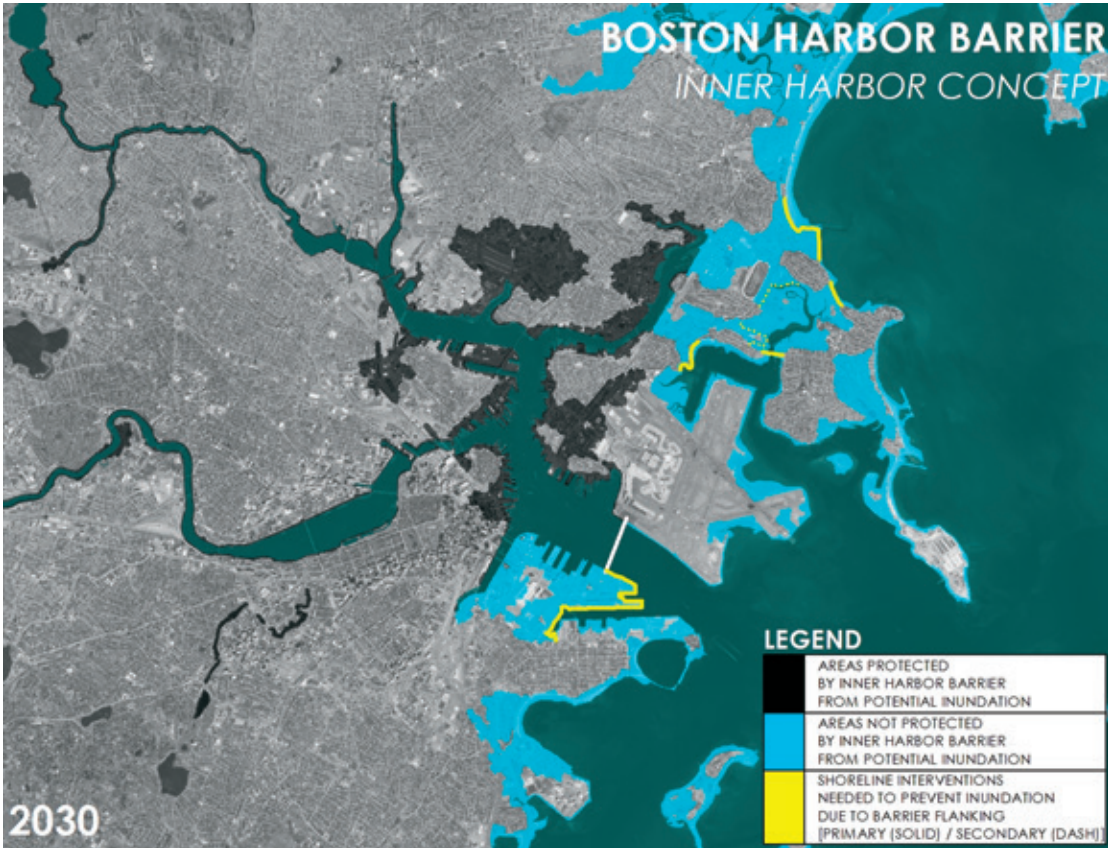 BOSTON HARBOR BARRIER
INNER HARBOR CONCEPT
LEGEND
AREAS PROTECTED
BY INNER HARBOR BARRIER
FROM POTENTIAL INUNDATION
AREAS NOT PROTECTED
BY INNER HARBOR BARRIER
FROM POTENTIAL INUNDATION
SHORELINE INTERVENTIONS
NEEDED TO PREVENT INUNDATION
DUE TO BARRIER FLANKING
[PRIMARY (SOLID) / SECONDARY (DASH)]
2030